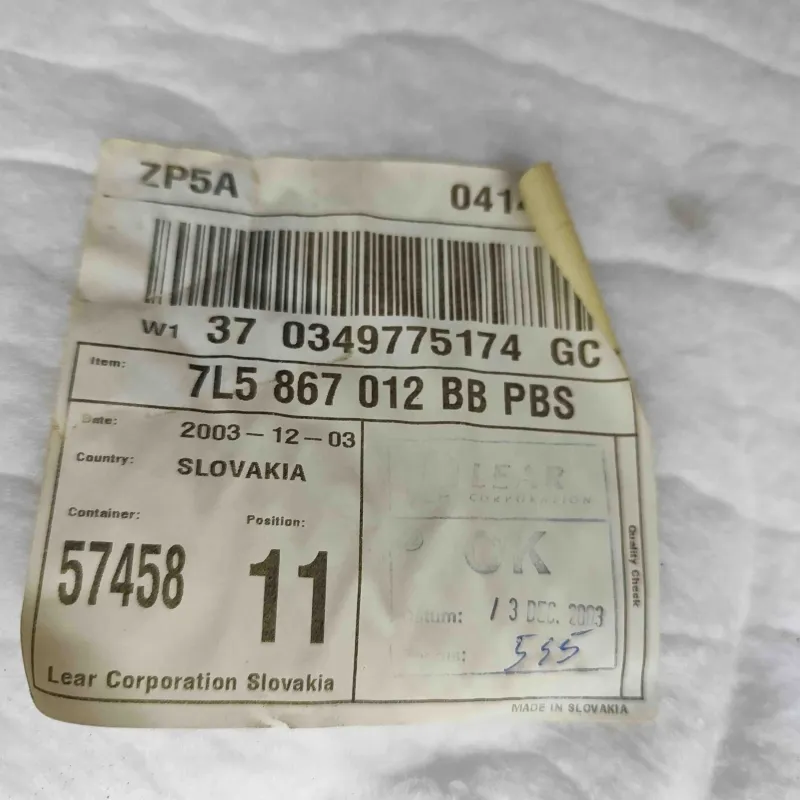 ZP5A 041
W1 37 0349775174 GC
Item: 7L5 867 012 BB PBS
Date: 2003-12-03
Country: SLOVAKIA
Container: Position:
57458 11
Lear Corporation Slovakia
LEAR
CORPORATION
OK
/ 3 DEC. 2003
555
Quality Check
MADE IN SLOVAKIA